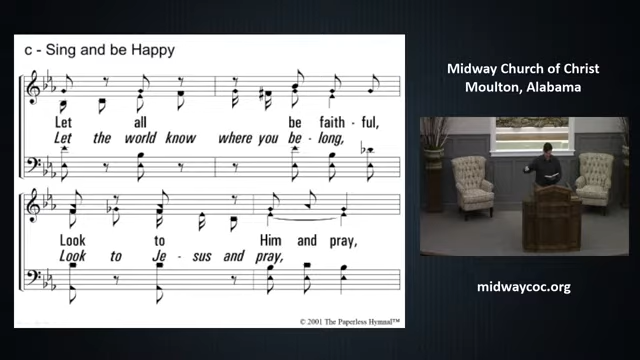 c - Sing and be Happy
Let all be faith - ful,
Let the world know where you be - long,
Look to Him and pray,
Look to Je - sus and pray,
© 2001 The Paperless Hymnal™
Midway Church of Christ
Moulton, Alabama
midwaycoc.org